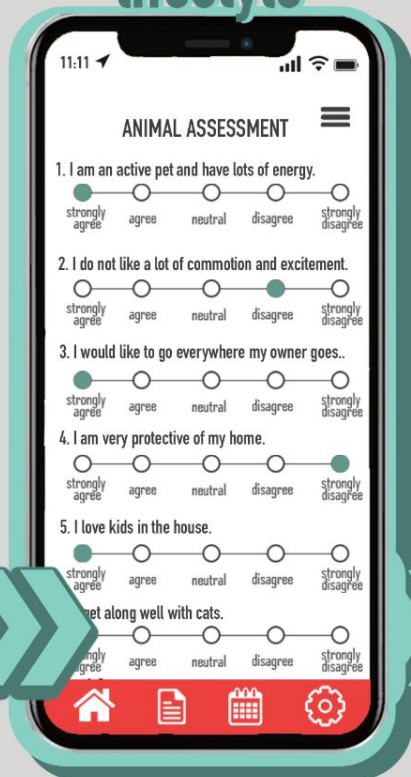 11:11
ANIMAL ASSESSMENT
1. I am an active pet and have lots of energy.
strongly agree agree neutral disagree strongly disagree
2. I do not like a lot of commotion and excitement.
strongly agree agree neutral disagree strongly disagree
3. I would like to go everywhere my owner goes..
strongly agree agree neutral disagree strongly disagree
4. I am very protective of my home.
strongly agree agree neutral disagree strongly disagree
5. I love kids in the house.
strongly agree agree neutral disagree strongly disagree
get along well with cats.
agree neutral disagree strongly disagree